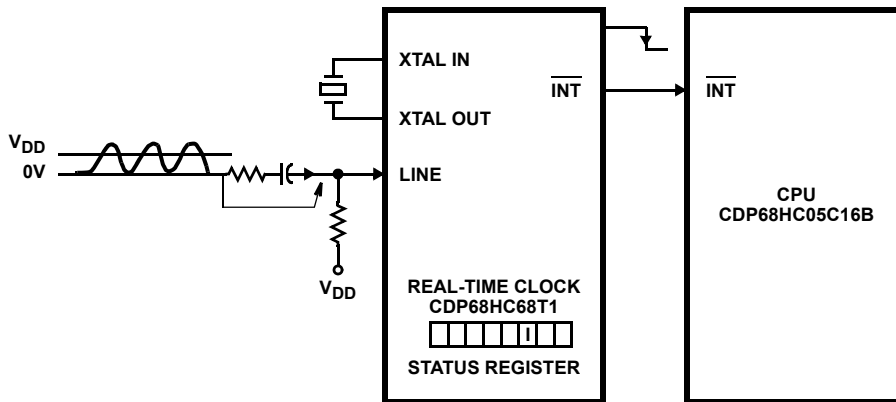 XTAL IN
INT
INT
XTAL OUT
VDD
0V
LINE
CPU
CDP68HC05C16B
VDD
REAL-TIME CLOCK
CDP68HC68T1
I
STATUS REGISTER